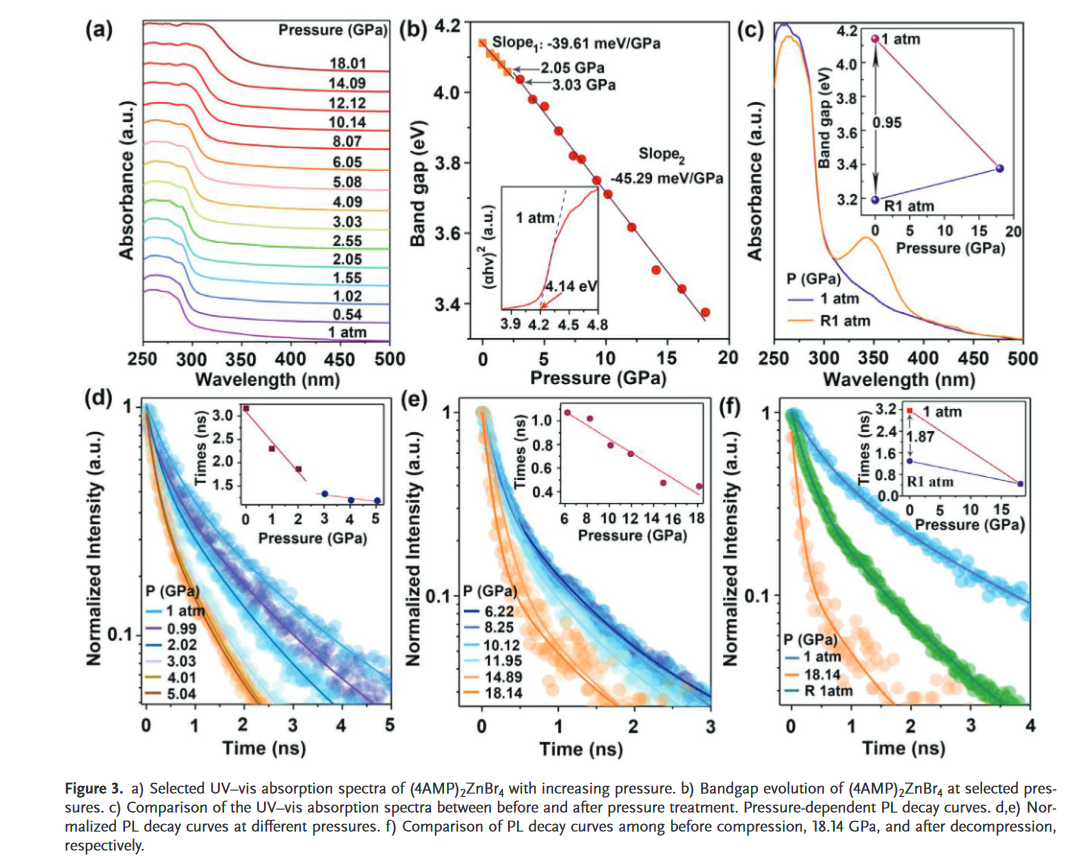 (a)
Absorbance (a.u.)
Pressure (GPa)
18.01
14.09
12.12
10.14
8.07
6.05
5.08
4.09
3.03
2.55
2.05
1.55
1.02
0.54
1 atm
250 300 350 400 450 500
Wavelength (nm)
(b)
Band gap (eV)
4.2
4.0
3.8
3.6
3.4
Slope1: -39.61 meV/GPa
2.05 GPa
3.03 GPa
Slope2
-45.29 meV/GPa
(αhν)2 (a.u.)
1 atm
4.14 eV
3.9 4.2 4.5 4.8
0 5 10 15 20
Pressure (GPa)
(c)
Absorbance (a.u.)
Band gap (eV)
4.2
4.0
3.8
3.6
3.4
3.2
1 atm
0.95
R1 atm
0 5 10 15 20
Pressure (GPa)
P (GPa)
1 atm
R1 atm
250 300 350 400 450 500
Wavelength (nm)
(d)
Normalized Intensity (a.u.)
1
0.1
Times (ns)
3.0
2.5
2.0
1.5
0 1 2 3 4 5
Pressure (GPa)
P (GPa)
1 atm
0.99
2.02
3.03
4.01
5.04
0 1 2 3 4 5
Time (ns)
(e)
Normalized Intensity (a.u.)
1
0.1
Times (ns)
1.0
0.8
0.6
0.4
6 8 10 12 14 16 18
Pressure (GPa)
P (GPa)
6.22
8.25
10.12
11.95
14.89
18.14
0 1 2 3
Time (ns)
(f)
Normalized Intensity (a.u.)
1
0.1
Times (ns)
3.2
2.4
1.6
0.8
0.0
1 atm
1.87
R1 atm
0 5 10 15
Pressure (GPa)
P (GPa)
1 atm
18.14
R 1atm
0 1 2 3 4
Time (ns)
Figure 3. a) Selected UV–vis absorption spectra of (4AMP)2ZnBr4 with increasing pressure. b) Bandgap evolution of (4AMP)2ZnBr4 at selected pres-
sures. c) Comparison of the UV–vis absorption spectra between before and after pressure treatment. Pressure-dependent PL decay curves. d,e) Nor-
malized PL decay curves at different pressures. f) Comparison of PL decay curves among before compression, 18.14 GPa, and after decompression,
respectively.